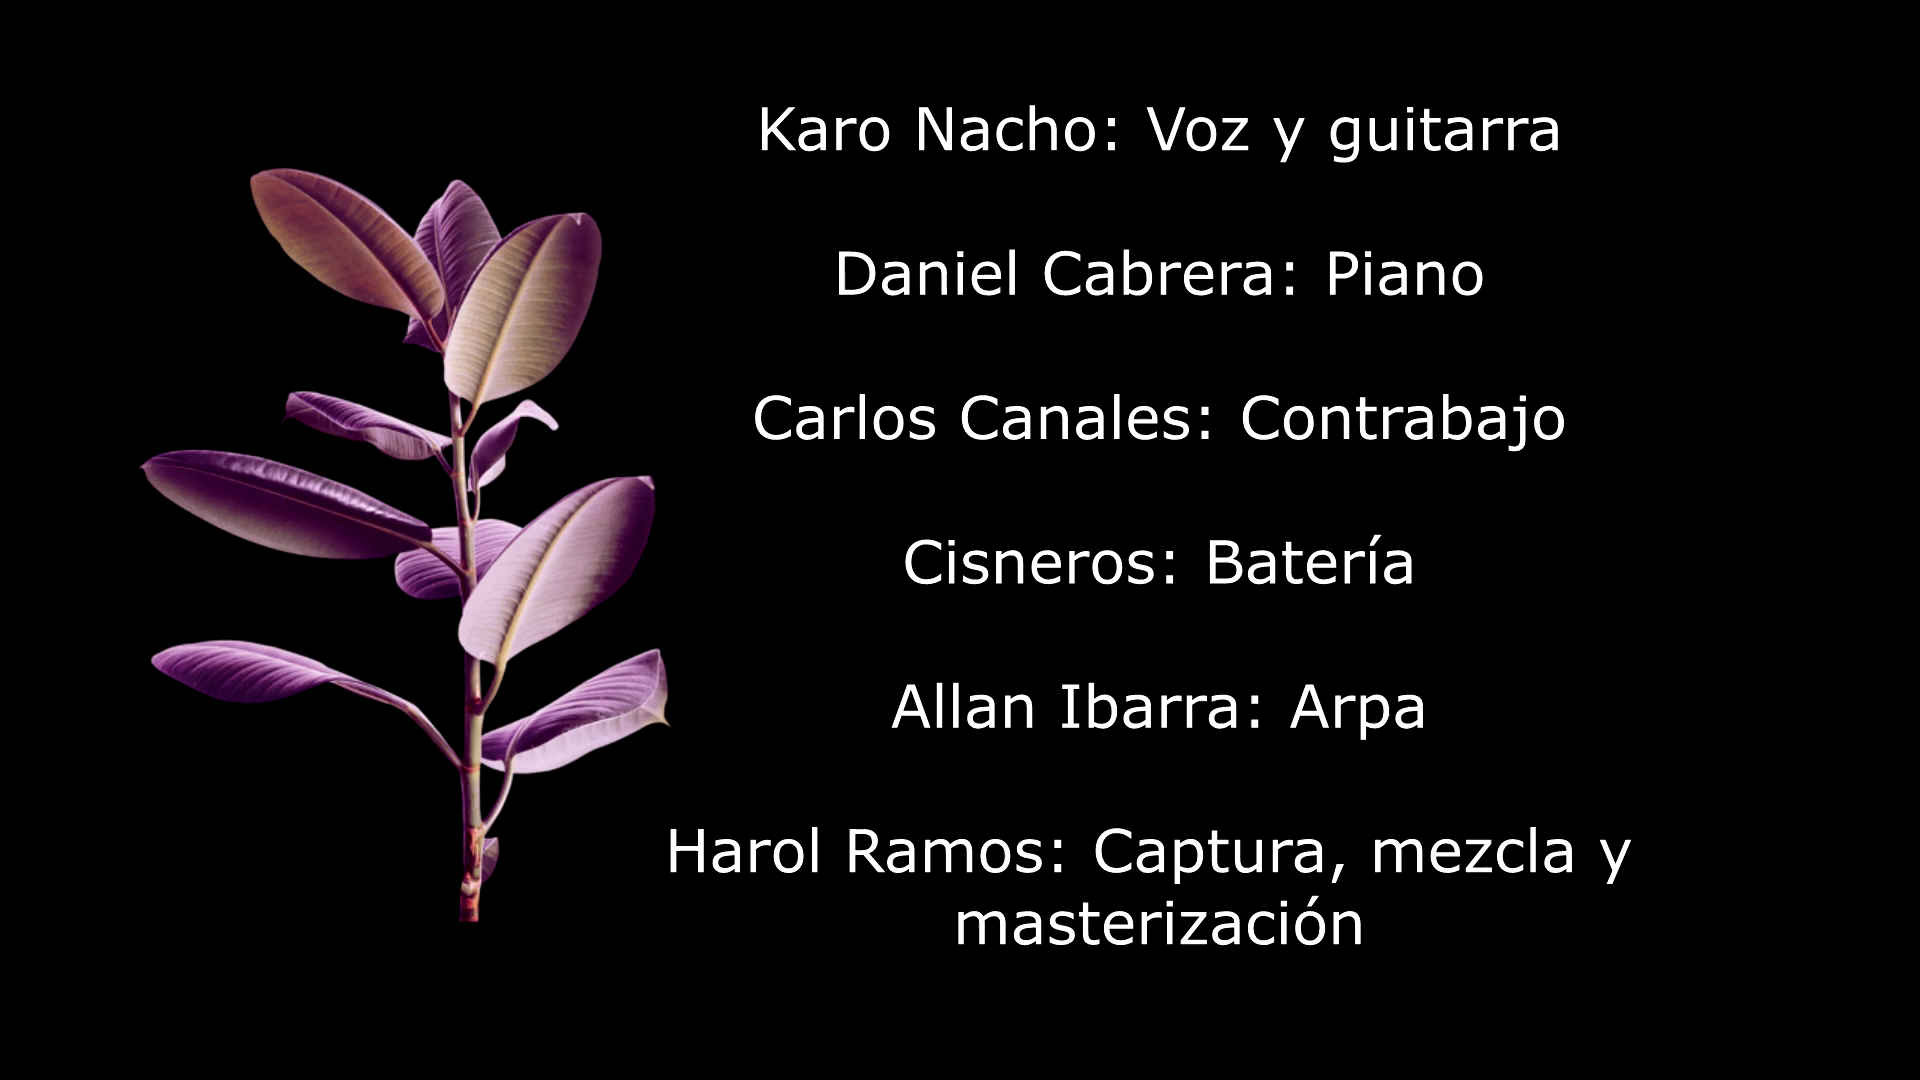 Karo Nacho: Voz y guitarra
Daniel Cabrera: Piano
Carlos Canales: Contrabajo
Cisneros: Batería
Allan Ibarra: Arpa
Harol Ramos: Captura, mezcla y
masterización